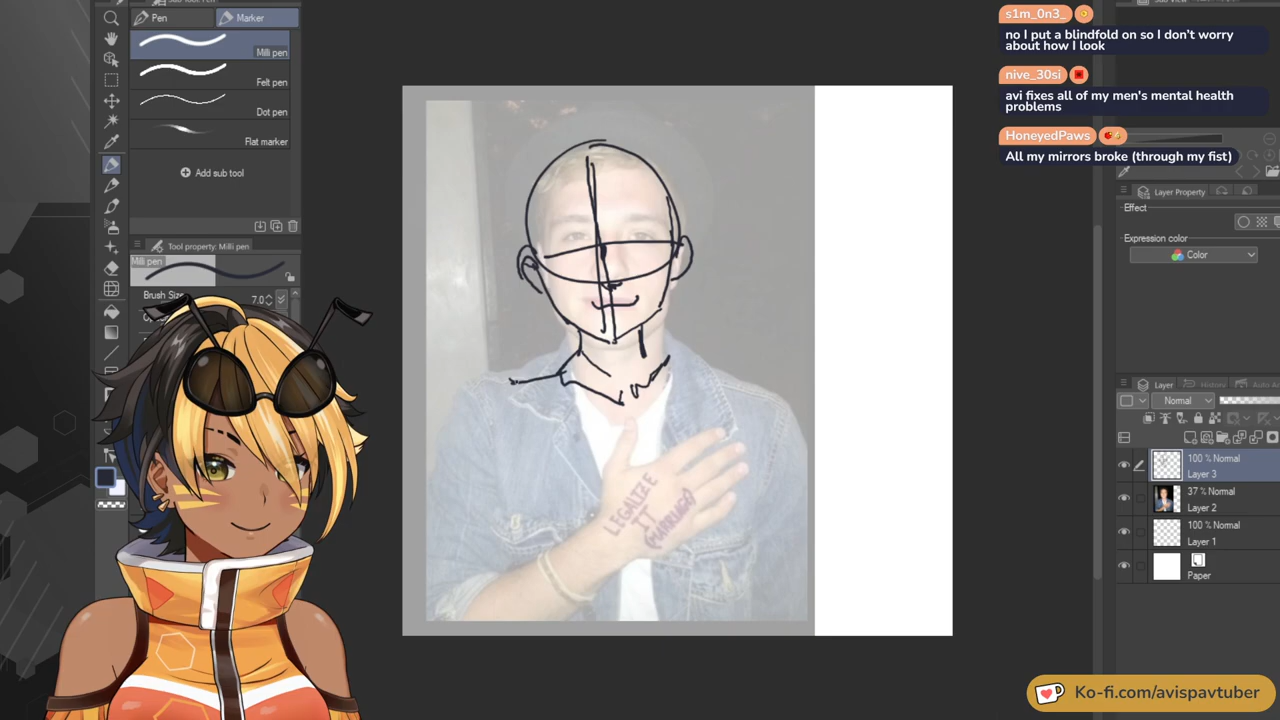 Pen
Marker
Milli pen
Felt pen
Dot pen
Flat marker
Add sub tool
Tool property: Milli pen
Milli pen
Brush Size
7.0
s1m_0n3_
no I put a blindfold on so I don't worry
about how I look
nive_30si
avi fixes all of my men's mental health
problems
HoneyedPaws
All my mirrors broke (through my fist)
Layer Property
Effect
Expression color
Color
Layer
History
Auto A
Normal
100 % Normal
Layer 3
37 % Normal
Layer 2
100 % Normal
Layer 1
Paper
LEGALIZE
IT
(MARRIAGE)
Ko-fi.com/avispavtuber